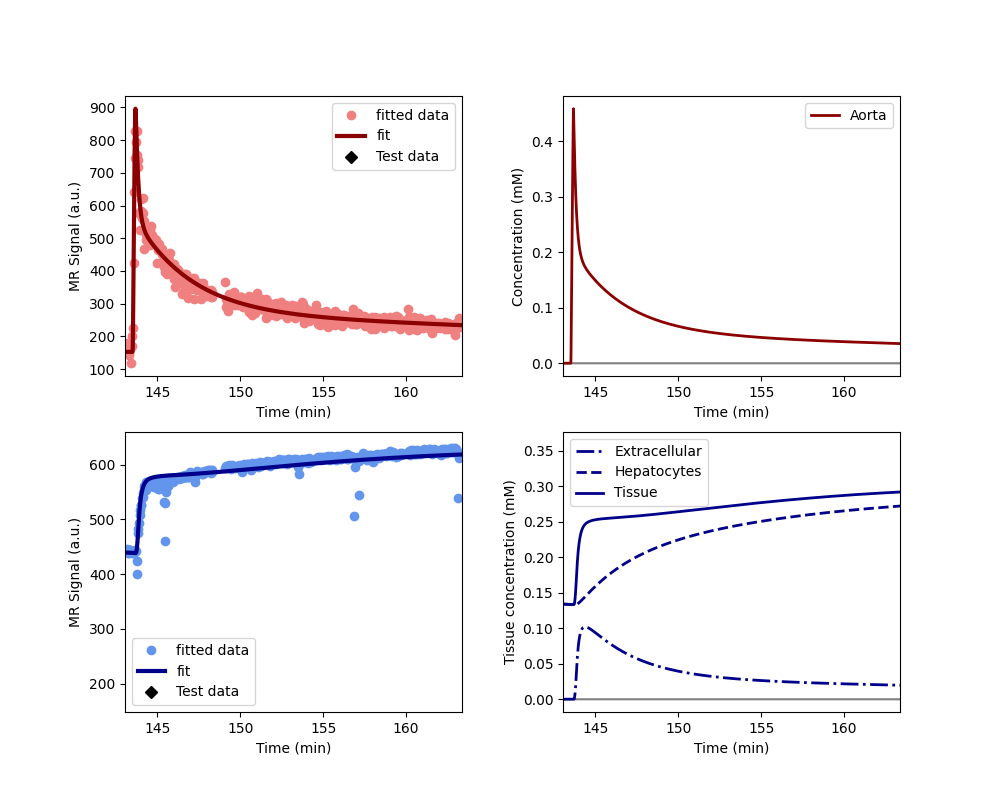 900
800
700
600
500
400
300
200
100
MR Signal (a.u.)
fitted data
fit
Test data
145 150 155 160
Time (min)
0.4
0.3
0.2
0.1
0.0
Concentration (mM)
Aorta
145 150 155 160
Time (min)
600
500
400
300
200
MR Signal (a.u.)
fitted data
fit
Test data
145 150 155 160
Time (min)
0.35
0.30
0.25
0.20
0.15
0.10
0.05
0.00
Tissue concentration (mM)
Extracellular
Hepatocytes
Tissue
145 150 155 160
Time (min)